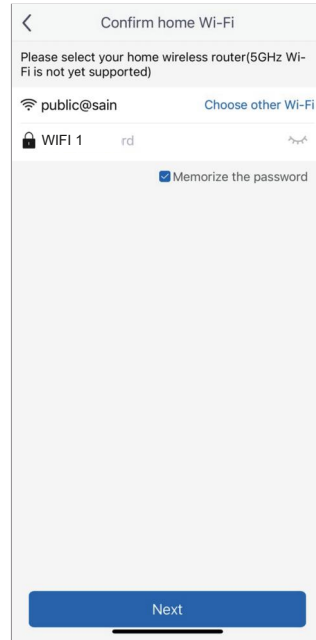 Confirm home Wi-Fi
Please select your home wireless router(5GHz Wi-
Fi is not yet supported)
public@sain Choose other Wi-Fi
WIFI 1 rd
Memorize the password
Next